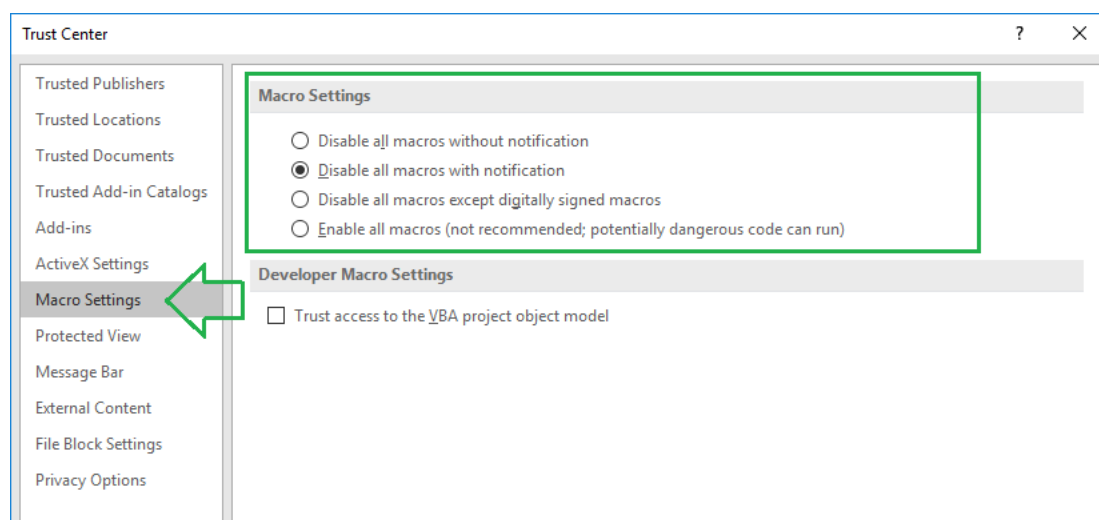 Trust Center
?
Trusted Publishers
Trusted Locations
Trusted Documents
Trusted Add-in Catalogs
Add-ins
ActiveX Settings
Macro Settings
Protected View
Message Bar
External Content
File Block Settings
Privacy Options
Macro Settings
Disable all macros without notification
Disable all macros with notification
Disable all macros except digitally signed macros
Enable all macros (not recommended; potentially dangerous code can run)
Developer Macro Settings
Trust access to the VBA project object model